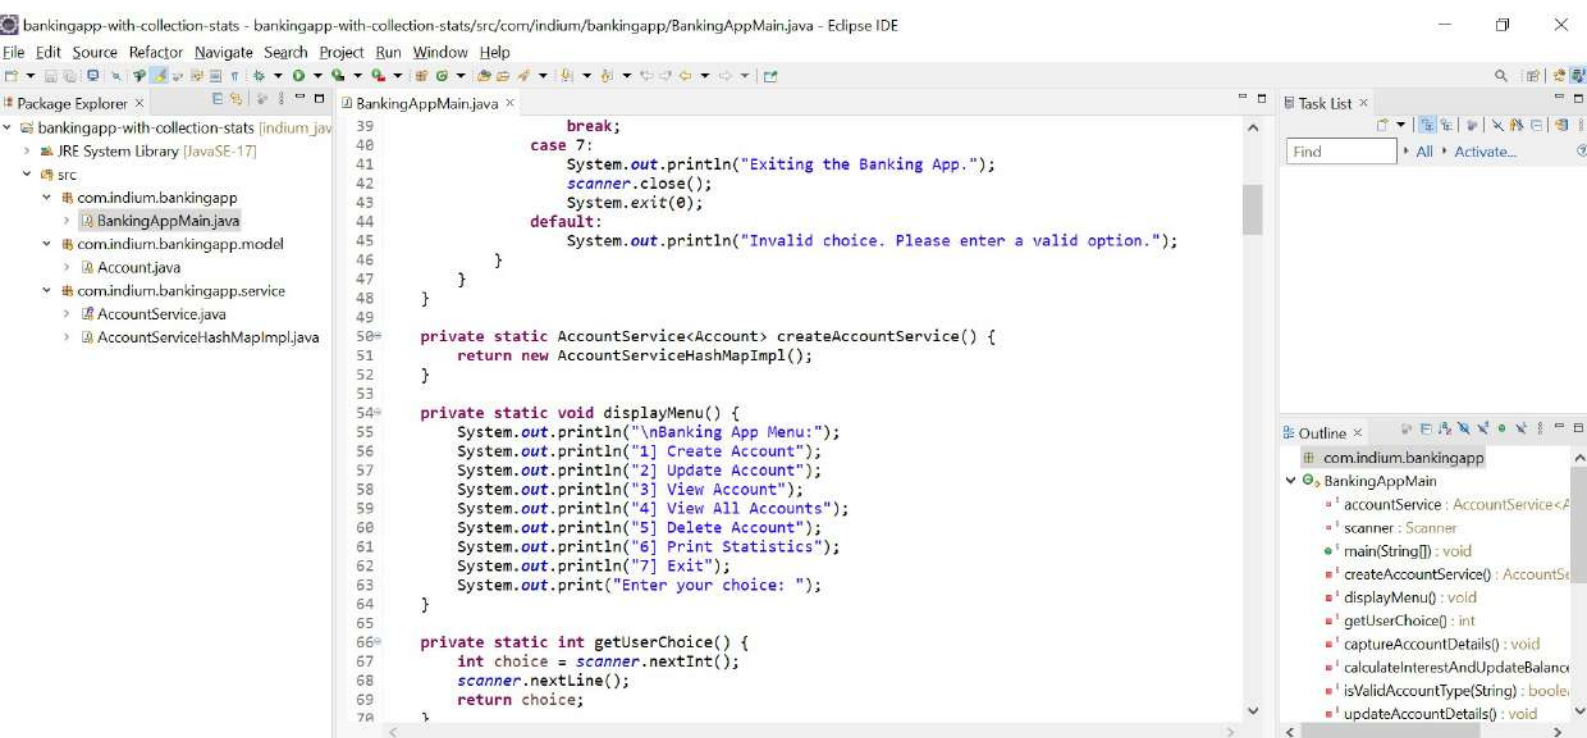 bankingapp-with-collection-stats - bankingapp-with-collection-stats/src/com/indium/bankingapp/BankingAppMain.java - Eclipse IDE
File Edit Source Refactor Navigate Search Project Run Window Help
Package Explorer
bankingapp-with-collection-stats [indium_jav
JRE System Library [JavaSE-17]
src
com.indium.bankingapp
BankingAppMain.java
com.indium.bankingapp.model
Account.java
com.indium.bankingapp.service
AccountService.java
AccountServiceHashMapImpl.java
BankingAppMain.java
39 break;
40 case 7:
41 System.out.println("Exiting the Banking App.");
42 scanner.close();
43 System.exit(0);
44 default:
45 System.out.println("Invalid choice. Please enter a valid option.");
46 }
47 }
48 }
49
50 private static AccountService<Account> createAccountService() {
51 return new AccountServiceHashMapImpl();
52 }
53
54 private static void displayMenu() {
55 System.out.println("\nBanking App Menu:");
56 System.out.println("1] Create Account");
57 System.out.println("2] Update Account");
58 System.out.println("3] View Account");
59 System.out.println("4] View All Accounts");
60 System.out.println("5] Delete Account");
61 System.out.println("6] Print Statistics");
62 System.out.println("7] Exit");
63 System.out.print("Enter your choice: ");
64 }
65
66 private static int getUserChoice() {
67 int choice = scanner.nextInt();
68 scanner.nextLine();
69 return choice;
70 }
Task List
Find All Activate...
Outline
com.indium.bankingapp
BankingAppMain
accountService : AccountService<A
scanner : Scanner
main(String[]) : void
createAccountService() : AccountSe
displayMenu() : void
getUserChoice() : int
captureAccountDetails() : void
calculateInterestAndUpdateBalance
isValidAccountType(String) : boole
updateAccountDetails() : void